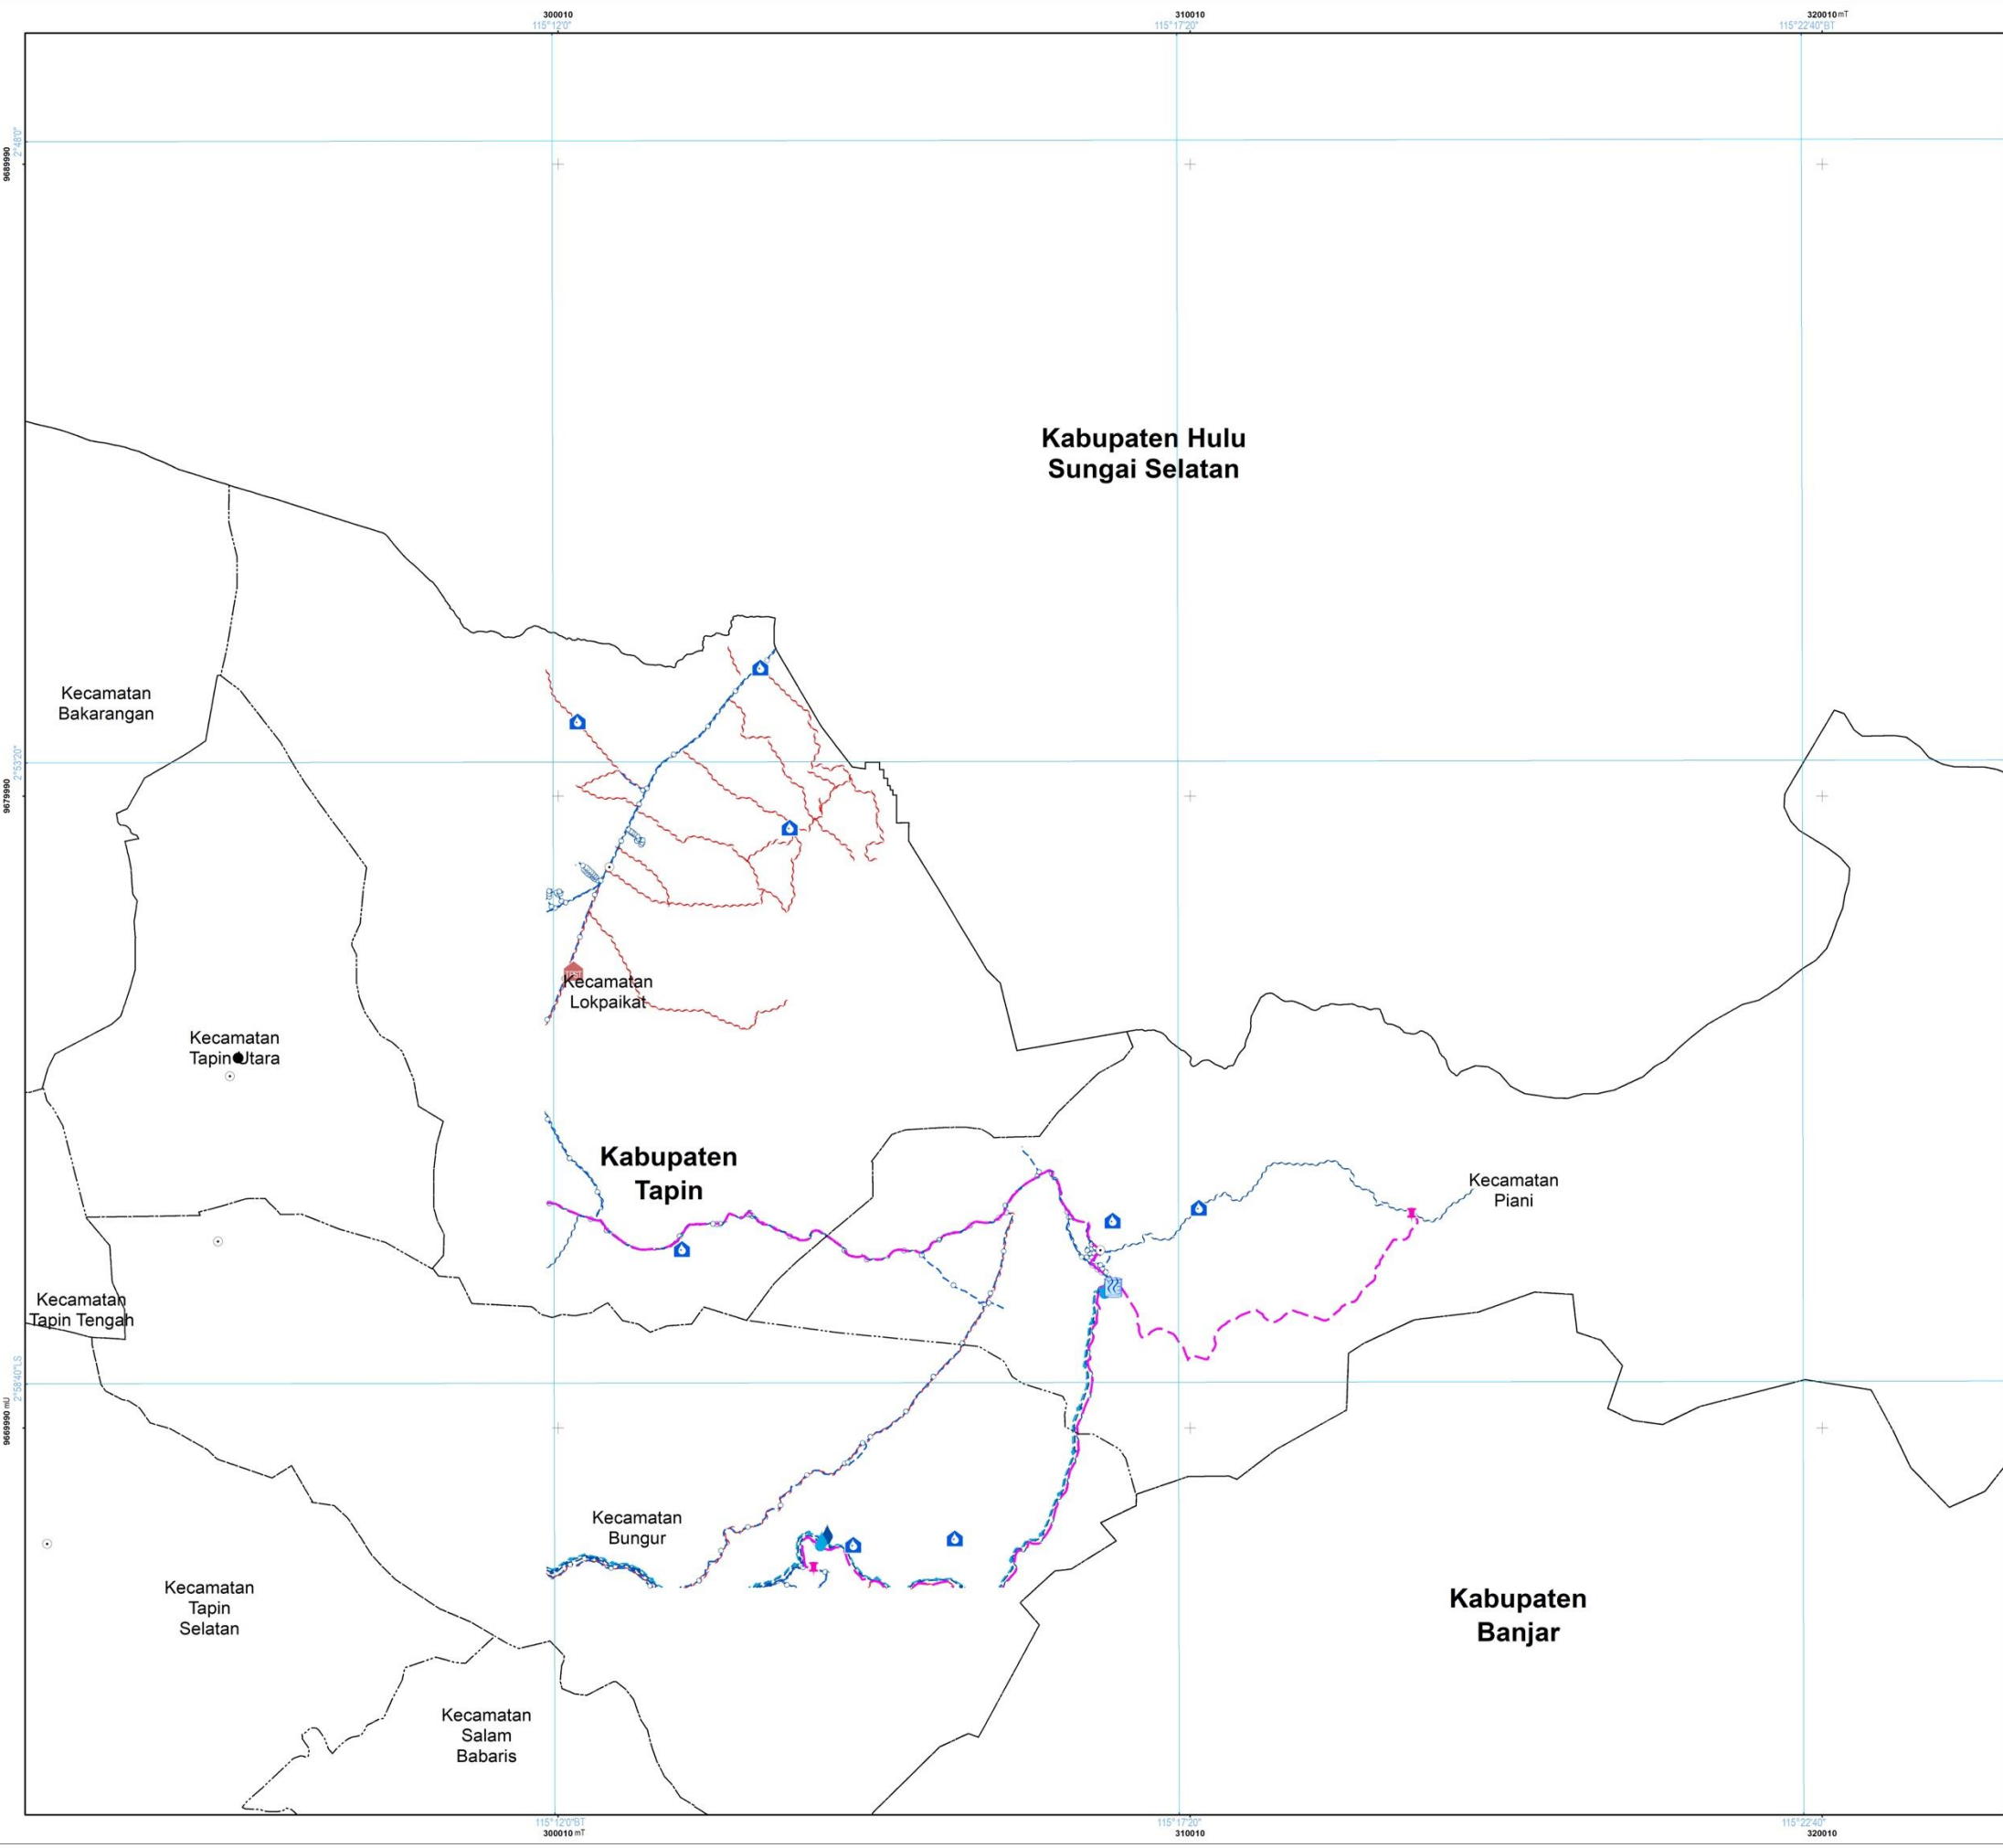 300010
310010
320010 mT
115°12'0"
115°17'20"
115°22'40"BT
2°48'0"
9689990
Kabupaten Hulu
Sungai Selatan
Kecamatan
Bakarangan
2°53'20"
9679990
TPST
Kecamatan
Lokpaikat
Kecamatan
Tapin Utara
Kabupaten
Tapin
Kecamatan
Piani
Kecamatan
Tapin Tengah
2°58'40"LS
9669990 mU
Kecamatan
Bungur
Kecamatan
Tapin
Selatan
Kabupaten
Banjar
Kecamatan
Salam
Babaris
115°12'0"BT
115°17'20"
115°22'40"
300010 mT
310010
320010